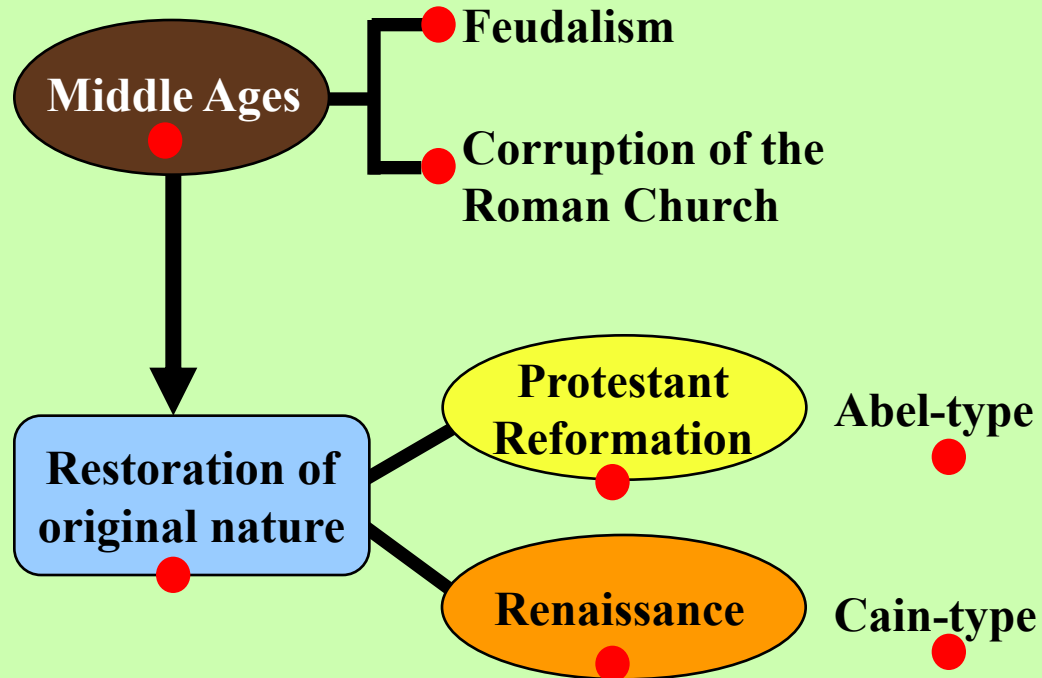 Feudalism
Middle Ages
Corruption of the
Roman Church
Protestant
Reformation
Abel-type
Restoration of
original nature
Renaissance
Cain-type